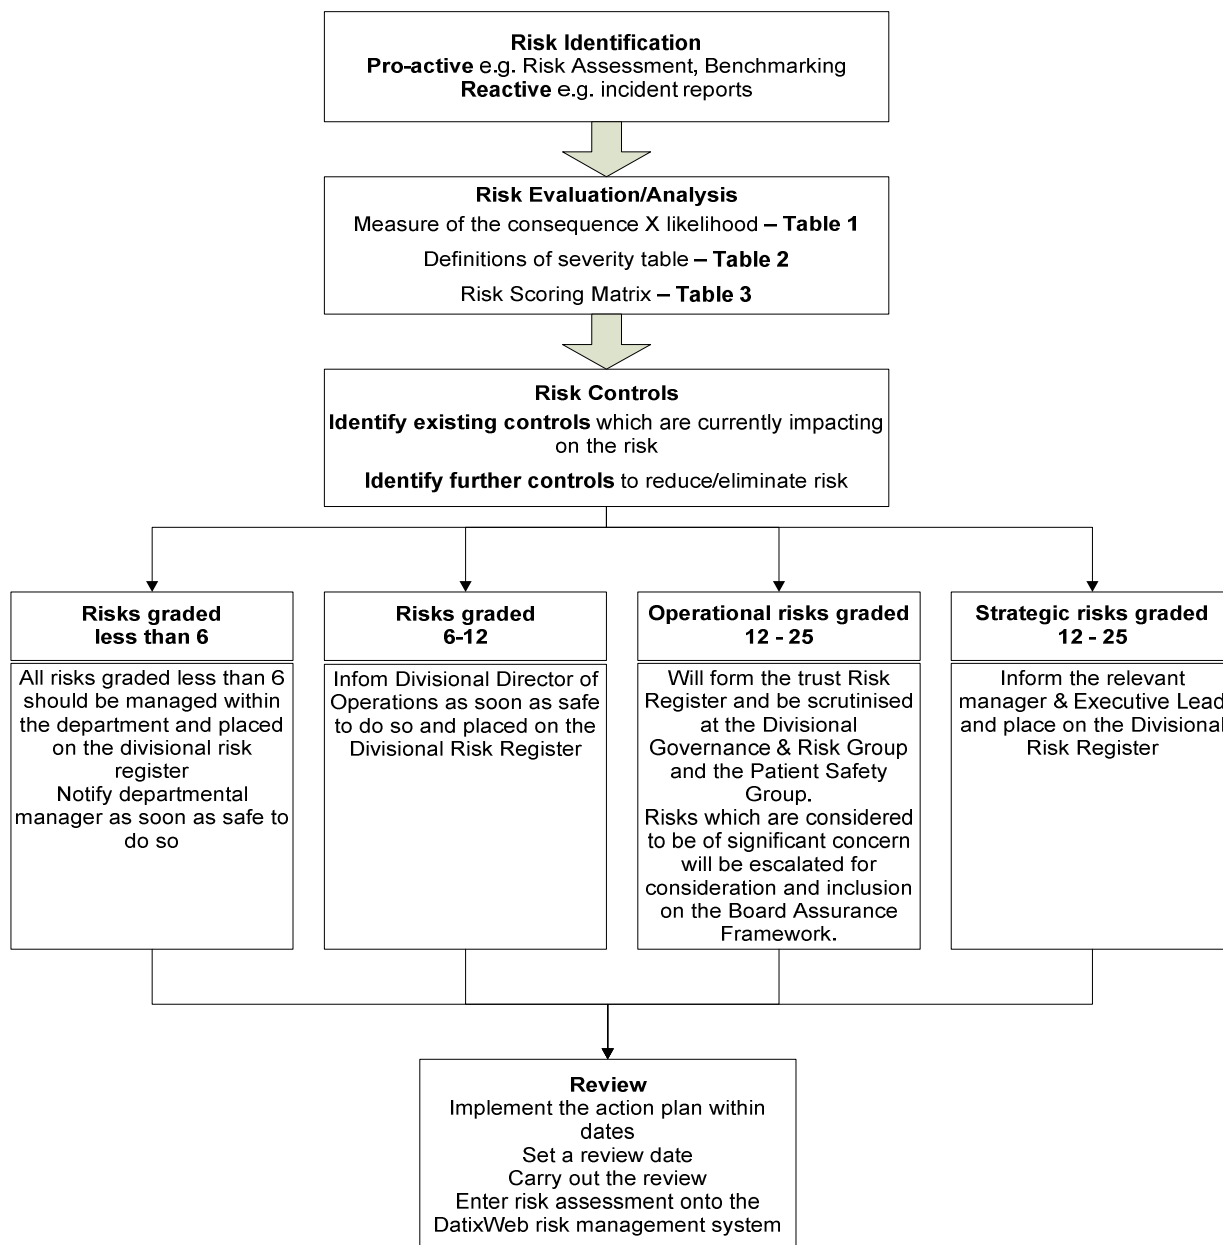 Risk Identification
Pro-active e.g. Risk Assessment, Benchmarking
Reactive e.g. incident reports
Risk Evaluation/Analysis
Measure of the consequence X likelihood – Table 1
Definitions of severity table – Table 2
Risk Scoring Matrix – Table 3
Risk Controls
Identify existing controls which are currently impacting
on the risk
Identify further controls to reduce/eliminate risk
Risks graded
less than 6
All risks graded less than 6
should be managed within
the department and placed
on the divisional risk
register
Notify departmental
manager as soon as safe to
do so
Risks graded
6-12
Infom Divisional Director of
Operations as soon as safe
to do so and placed on the
Divisional Risk Register
Operational risks graded
12 - 25
Will form the trust Risk
Register and be scrutinised
at the Divisional
Governance & Risk Group
and the Patient Safety
Group.
Risks which are considered
to be of significant concern
will be escalated for
consideration and inclusion
on the Board Assurance
Framework.
Strategic risks graded
12 - 25
Inform the relevant
manager & Executive Lead
and place on the Divisional
Risk Register
Review
Implement the action plan within
dates
Set a review date
Carry out the review
Enter risk assessment onto the
DatixWeb risk management system